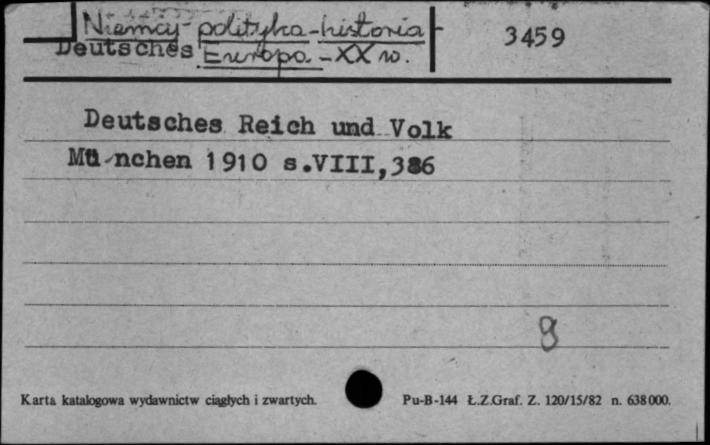 Niemcy - polityka - historia
3459
Deutsches Europa - XX w.
Deutsches Reich und Volk
München 1910 s.VIII,386
g
Karta katalogowa wydawnictw ciągłych i zwartych.
Pu-B-144 Ł.Z.Graf. Z. 120/15/82 n. 638000.